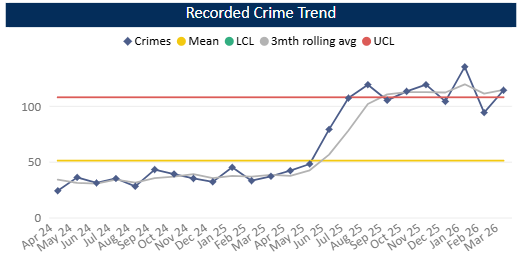 Recorded Crime Trend
Crimes Mean LCL 3mth rolling avg UCL
100
50
0
Apr 24 May 24 Jun 24 Jul 24 Aug 24 Sep 24 Oct 24 Nov 24 Dec 24 Jan 25 Feb 25 Mar 25 Apr 25 May 25 Jun 25 Jul 25 Aug 25 Sep 25 Oct 25 Nov 25 Dec 25 Jan 26 Feb 26 Mar 26